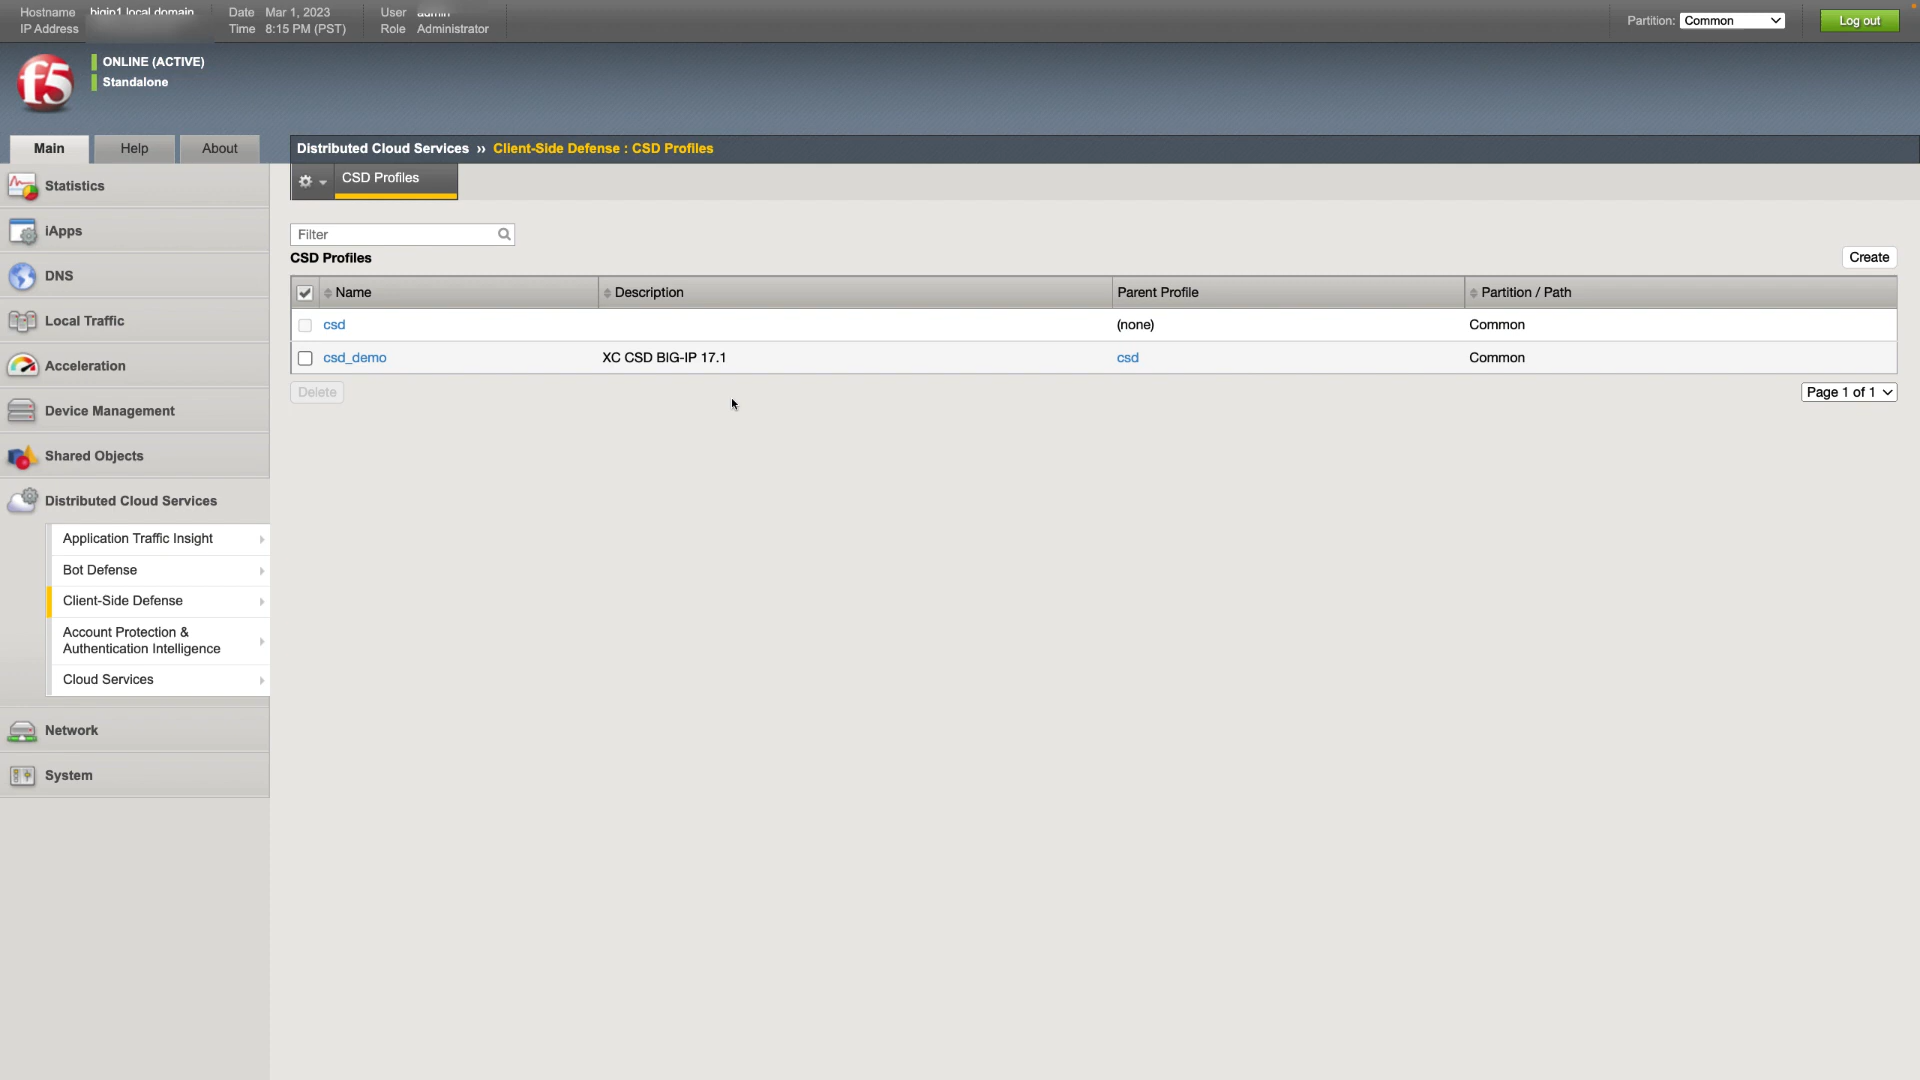 Hostname bigip1.local.domain Date Mar 1, 2023 User admin
IP Address Time 8:15 PM (PST) Role Administrator
Partition: Common Log out
f5
ONLINE (ACTIVE)
Standalone
Main Help About
Distributed Cloud Services ›› Client-Side Defense : CSD Profiles
CSD Profiles
Statistics
iApps
DNS
Local Traffic
Acceleration
Device Management
Shared Objects
Distributed Cloud Services
Application Traffic Insight
Bot Defense
Client-Side Defense
Account Protection &
Authentication Intelligence
Cloud Services
Network
System
Filter
CSD Profiles Create
Name Description Parent Profile Partition / Path
csd (none) Common
csd_demo XC CSD BIG-IP 17.1 csd Common
Delete Page 1 of 1